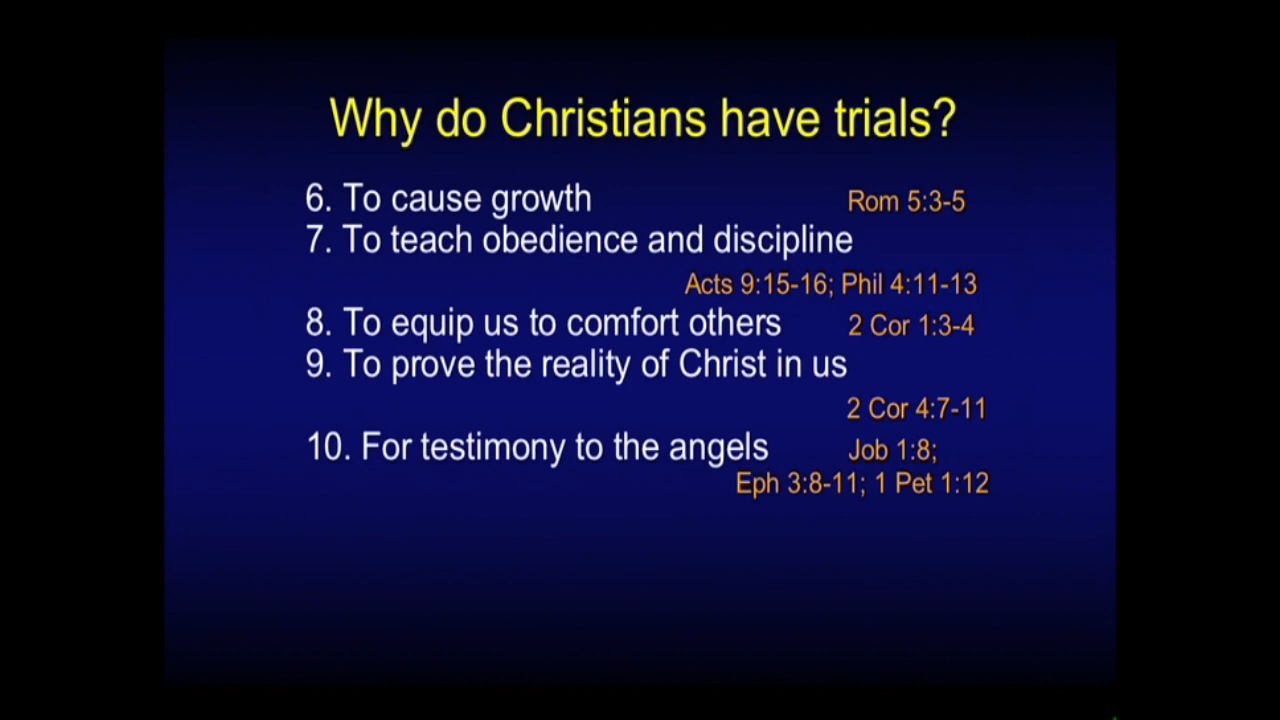 Why do Christians have trials?
6. To cause growth Rom 5:3-5
7. To teach obedience and discipline
Acts 9:15-16; Phil 4:11-13
8. To equip us to comfort others 2 Cor 1:3-4
9. To prove the reality of Christ in us
2 Cor 4:7-11
10. For testimony to the angels Job 1:8;
Eph 3:8-11; 1 Pet 1:12